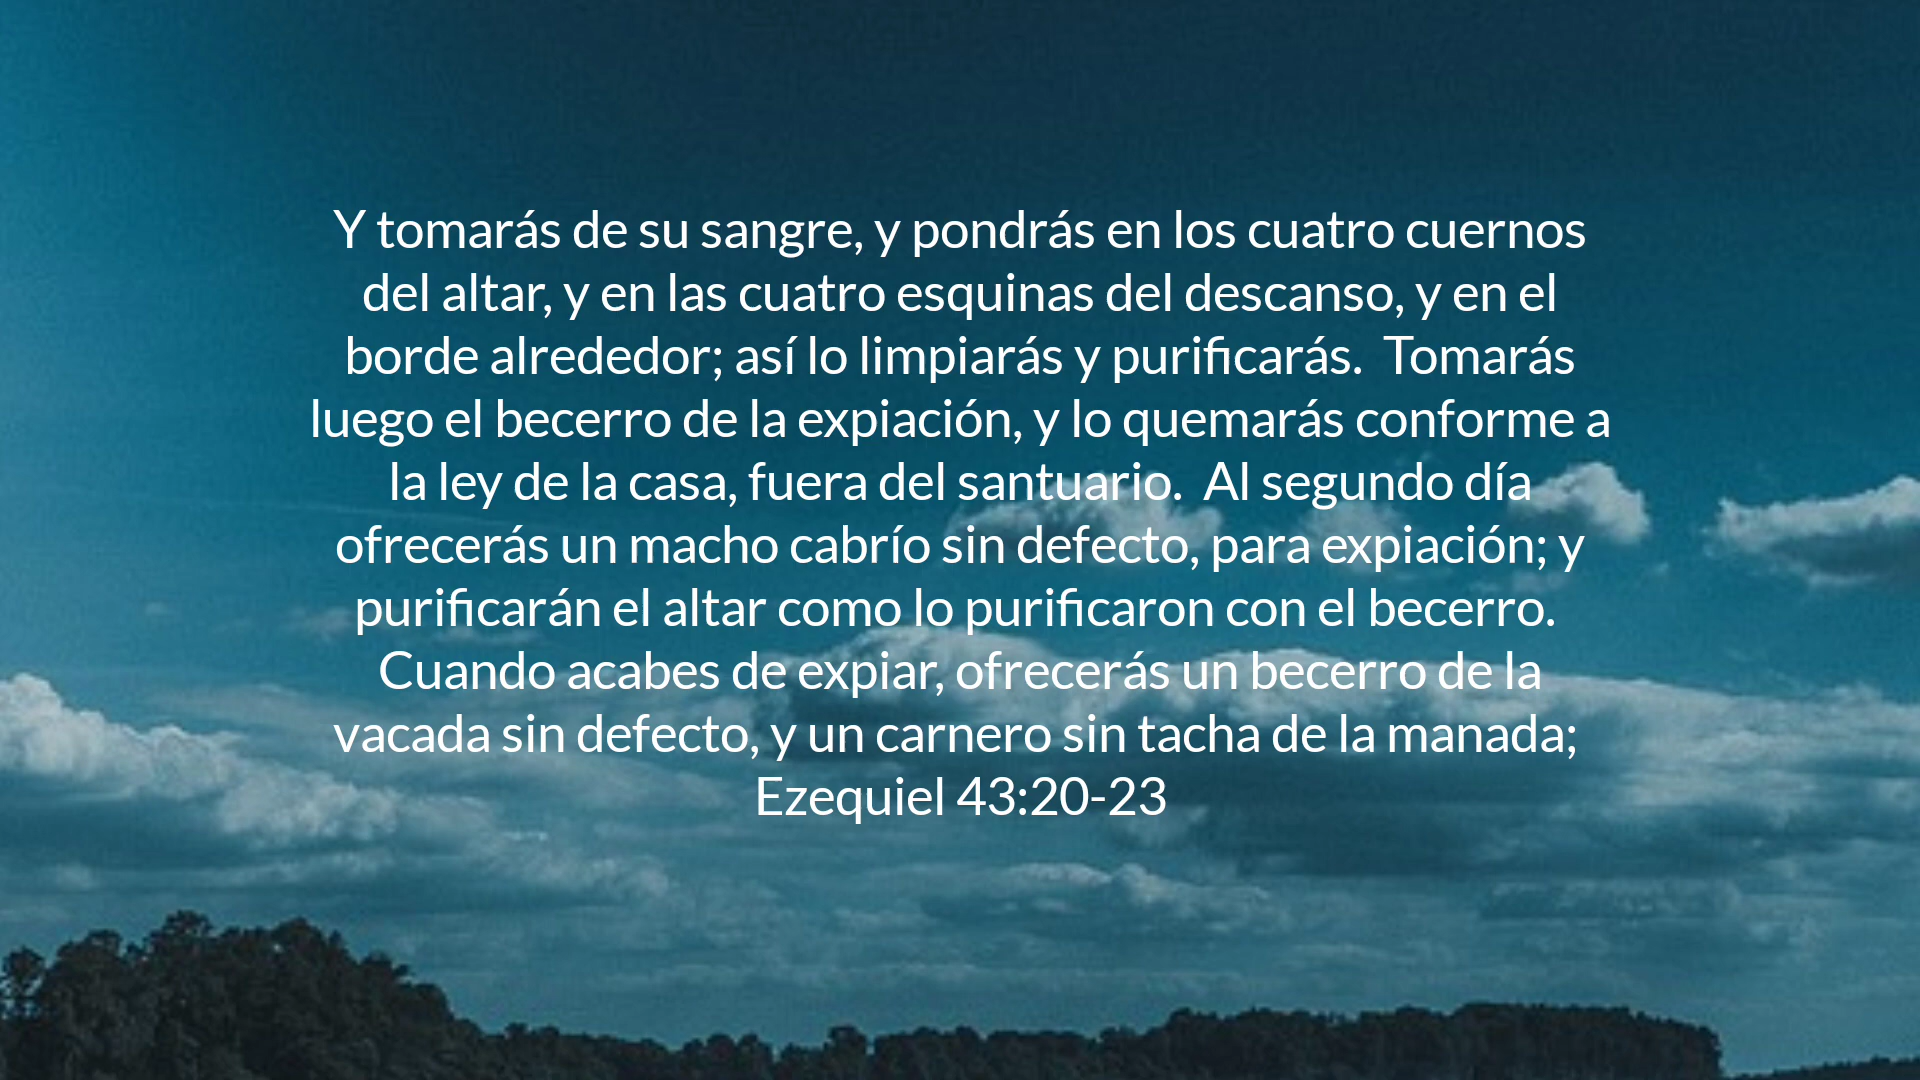 Y tomarás de su sangre, y pondrás en los cuatro cuernos
del altar, y en las cuatro esquinas del descanso, y en el
borde alrededor; así lo limpiarás y purificarás.  Tomarás
luego el becerro de la expiación, y lo quemarás conforme a
la ley de la casa, fuera del santuario.  Al segundo día
ofrecerás un macho cabrío sin defecto, para expiación; y
purificarán el altar como lo purificaron con el becerro.
Cuando acabes de expiar, ofrecerás un becerro de la
vacada sin defecto, y un carnero sin tacha de la manada;
Ezequiel 43:20-23